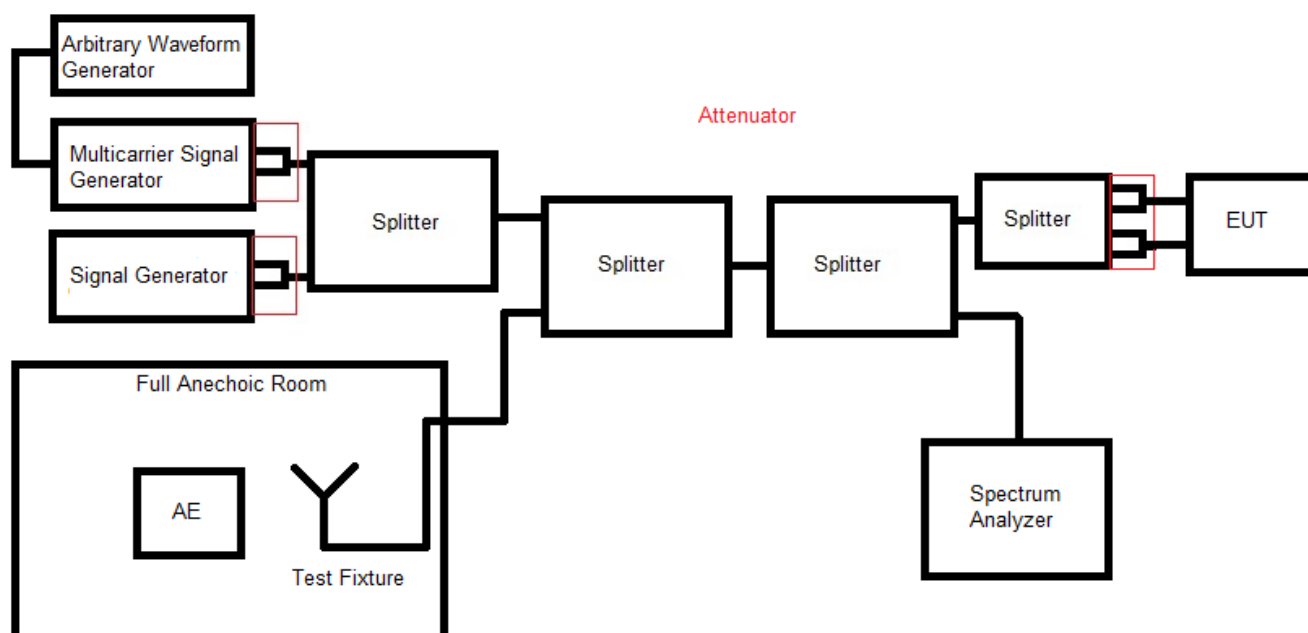 Arbitrary Waveform
Generator
Attenuator
Multicarrier Signal
Generator
Splitter
Splitter
EUT
Splitter
Splitter
Signal Generator
Full Anechoic Room
AE
Spectrum
Analyzer
Test Fixture